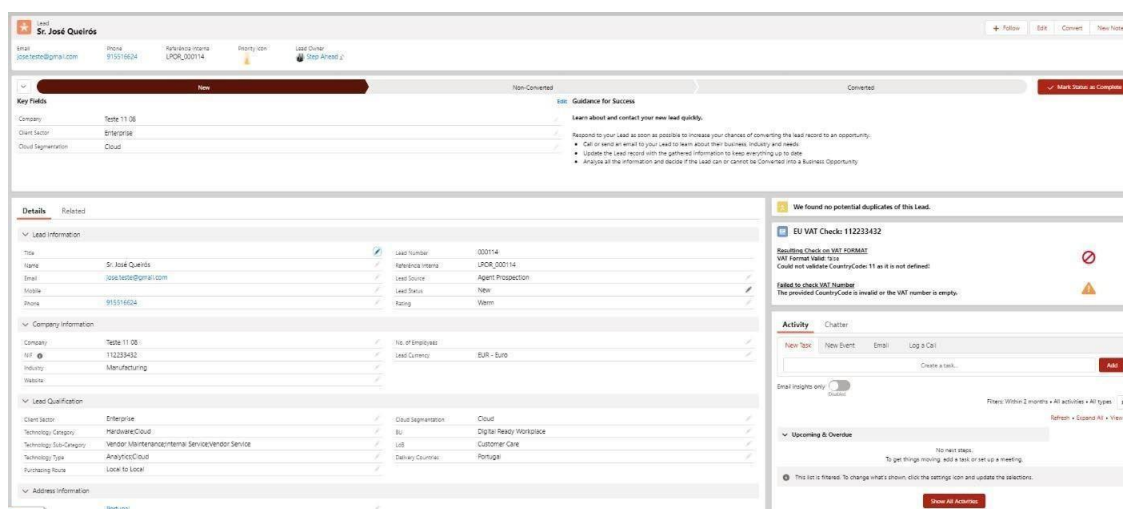 Lead
Sr. José Queirós
+ Follow Edit Convert New Note
Email Phone Referência Interna Priority Icon Lead Owner
jose.teste@gmail.com 915516624 LPOR_000114 Step Ahead
New Non-Converted Converted Mark Status as Complete
Key Fields Edit Guidance for Success
Company Teste 11 08
Client Sector Enterprise
Cloud Segmentation Cloud
Learn about and contact your new lead quickly.
Respond to your Lead as soon as possible to increase your chances of converting the lead record to an opportunity.
• Call or send an email to your Lead to learn about their business, industry and needs
• Update the Lead record with the gathered information to keep everything up to date
• Analyse all the information and decide if the Lead can or cannot be Converted into a Business Opportunity
Details Related
Lead Information
Title Lead Number 000114
Name Sr. José Queirós Referência Interna LPOR_000114
Email jose.teste@gmail.com Lead Source Agent Prospection
Mobile Lead Status New
Phone 915516624 Rating Warm
Company Information
Company Teste 11 08 No. of Employees
NIF 112233432 Lead Currency EUR - Euro
Industry Manufacturing
Website
Lead Qualification
Client Sector Enterprise Cloud Segmentation Cloud
Technology Category Hardware;Cloud BU Digital Ready Workplace
Technology Sub-Category Vendor Maintenance;Internal Service;Vendor Service LoB Customer Care
Technology Type Analytics;Cloud Delivery Countries Portugal
Purchasing Route Local to Local
Address Information
Portugal
We found no potential duplicates of this Lead.
EU VAT Check: 112233432
Resulting Check on VAT FORMAT
VAT Format Valid: false
Could not validate CountryCode: 11 as it is not defined!
Failed to check VAT Number
The provided CountryCode is invalid or the VAT number is empty.
Activity Chatter
New Task New Event Email Log a Call
Create a task... Add
Email Insights only
Disabled
Filters: Within 2 months • All activities • All types
Refresh • Expand All • View
Upcoming & Overdue
No next steps.
To get things moving, add a task or set up a meeting.
This list is filtered. To change what's shown, click the settings icon and update the selections.
Show All Activities